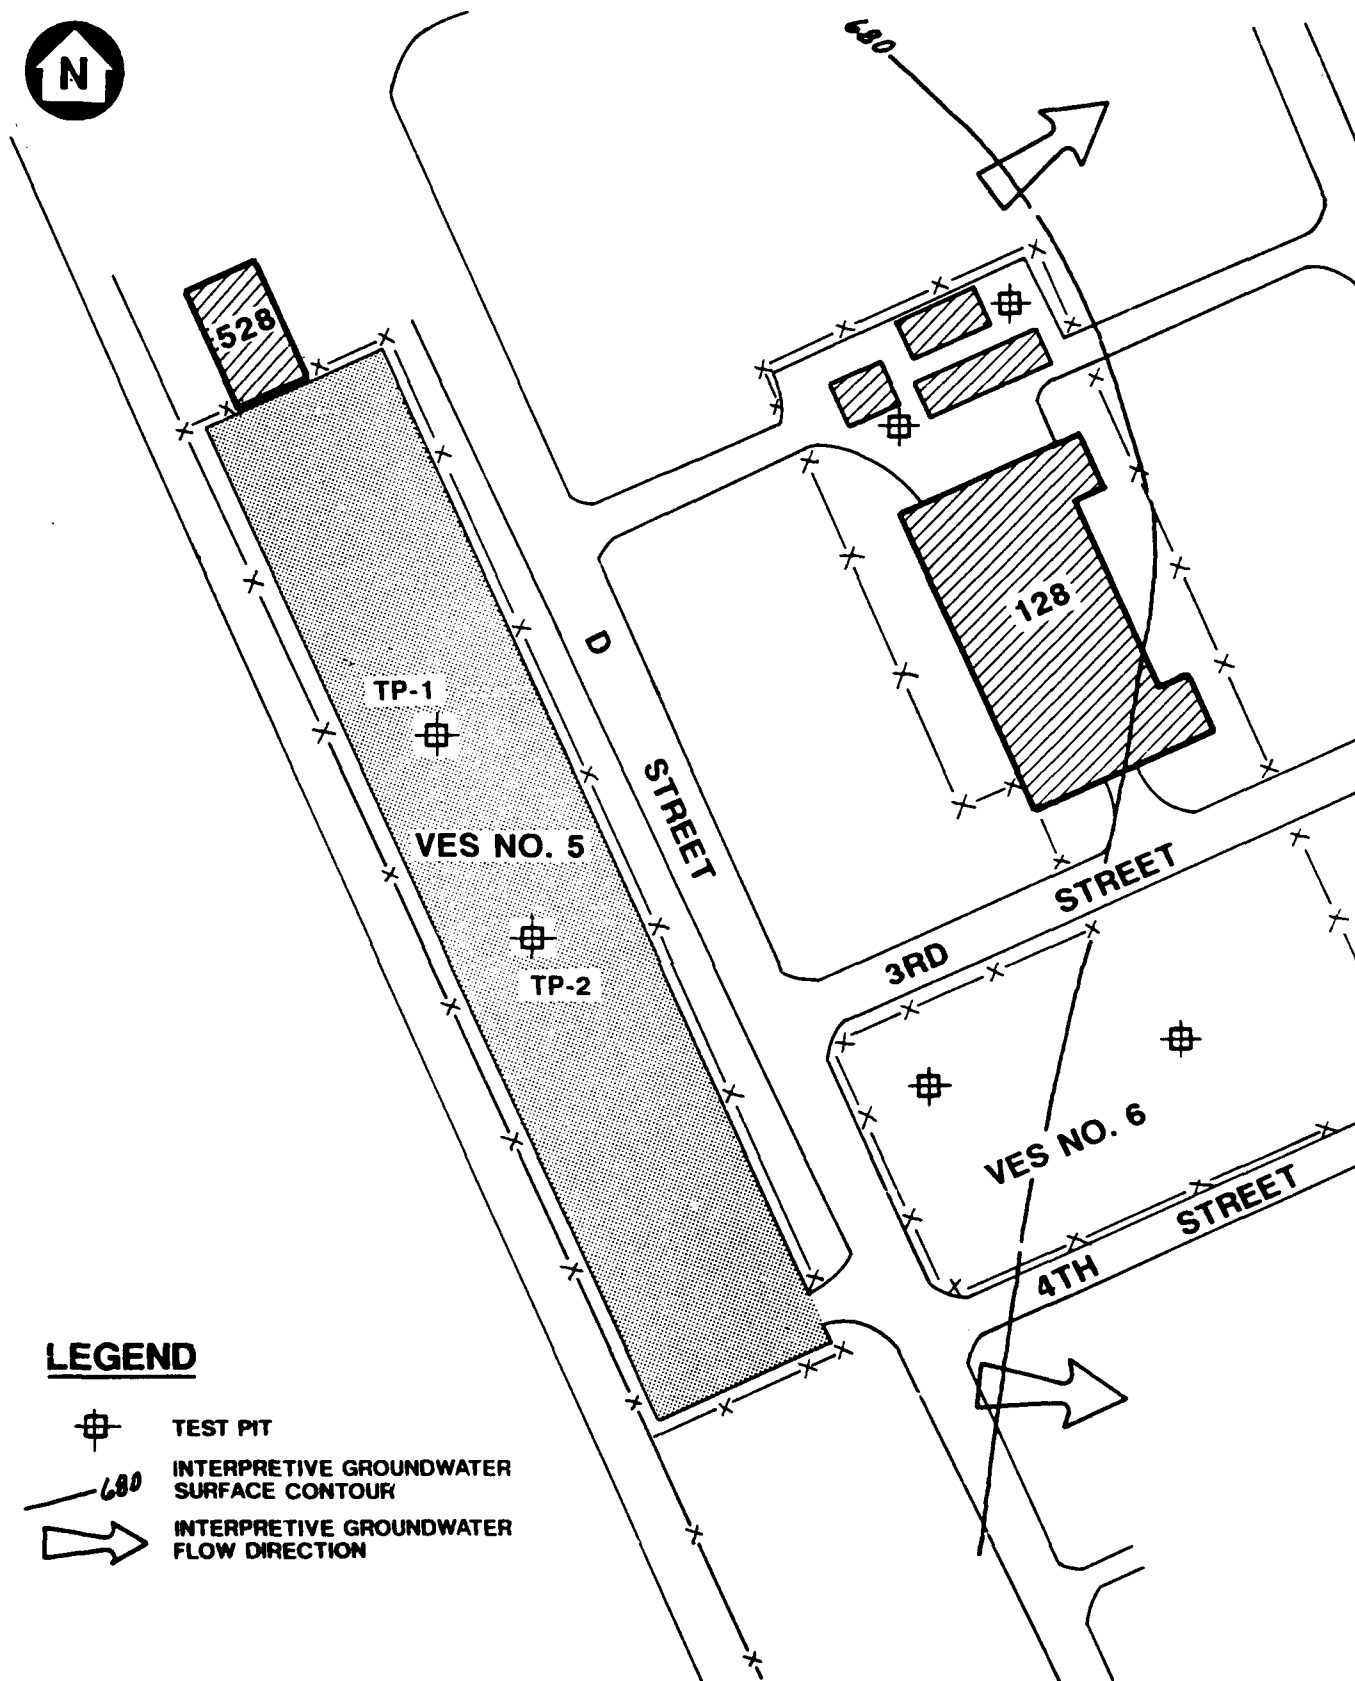 N
680
528
128
D
STREET
TP-1
VES NO. 5
TP-2
3RD STREET
VES NO. 6
4TH STREET
LEGEND
TEST PIT
680
INTERPRETIVE GROUNDWATER
SURFACE CONTOUR
INTERPRETIVE GROUNDWATER
FLOW DIRECTION